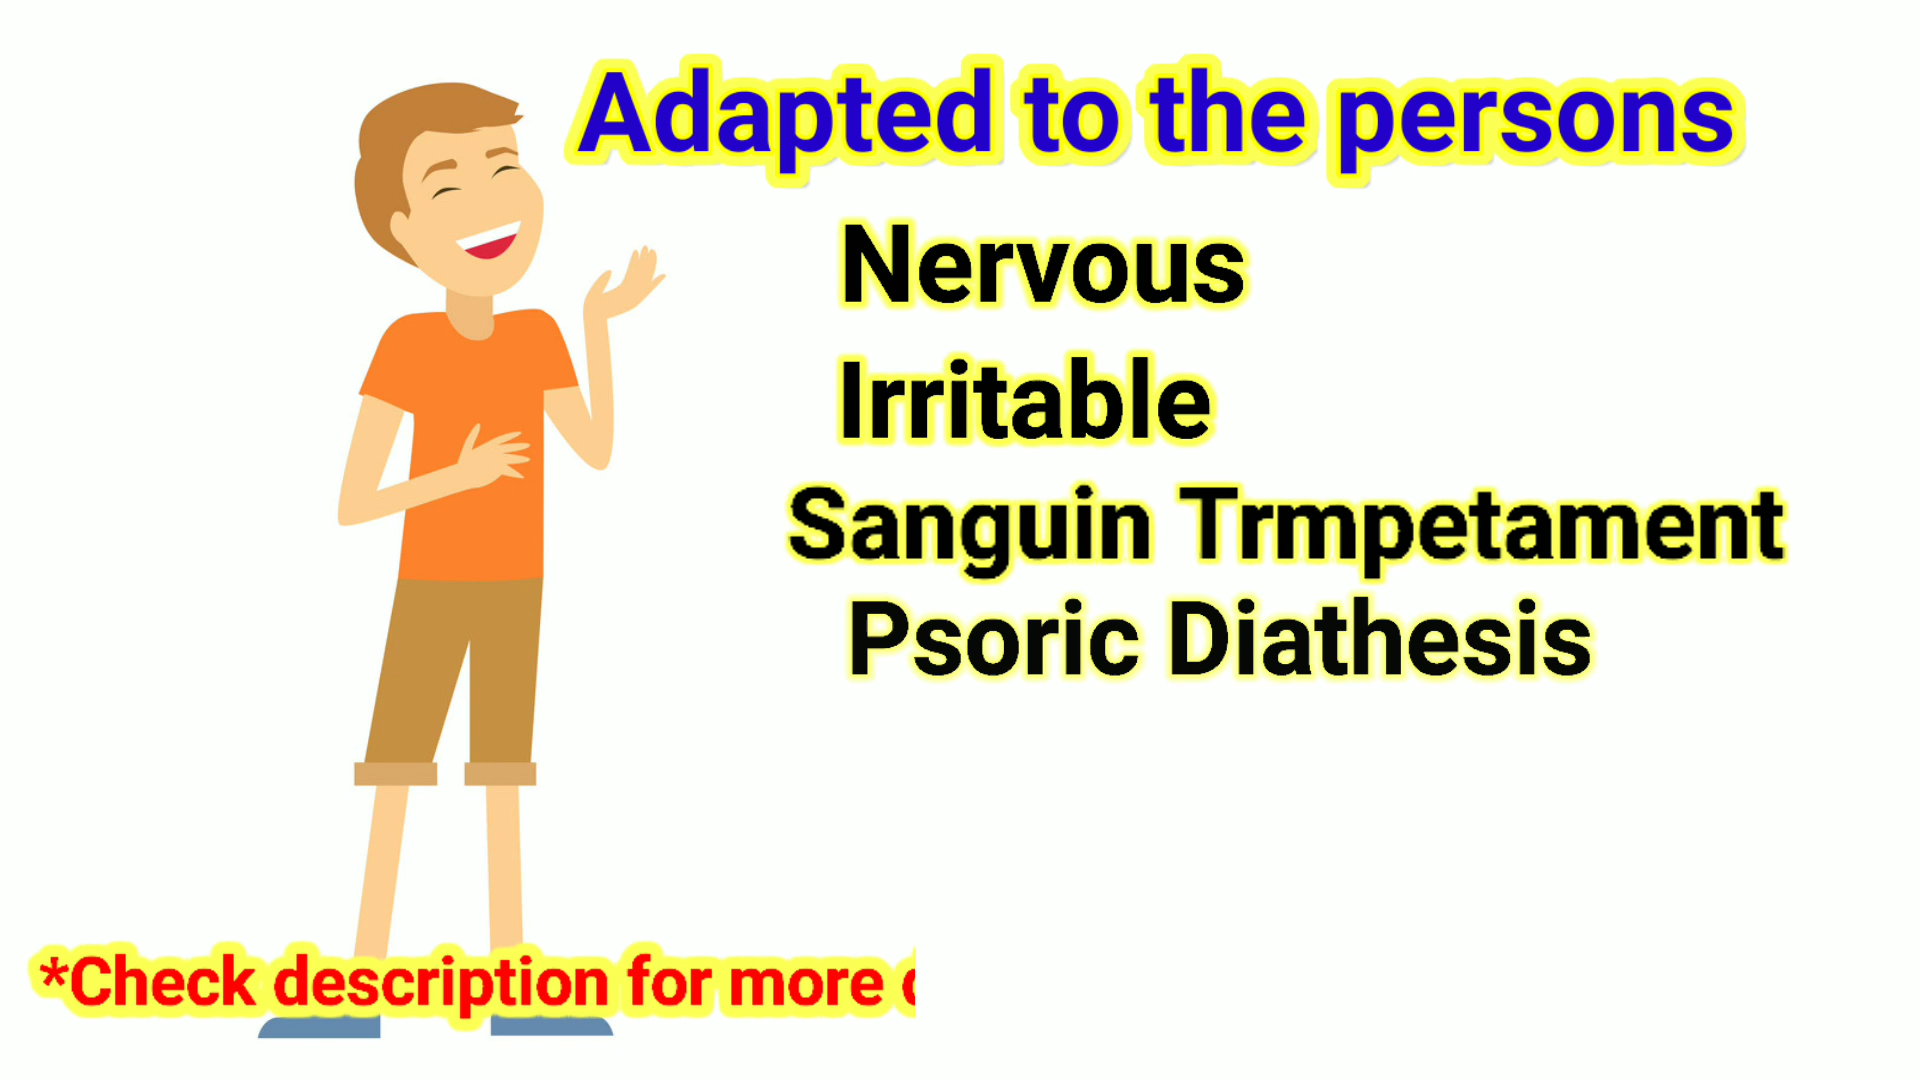 Adapted to the persons
Nervous
Irritable
Sanguin Trmpetament
Psoric Diathesis
*Check description for more